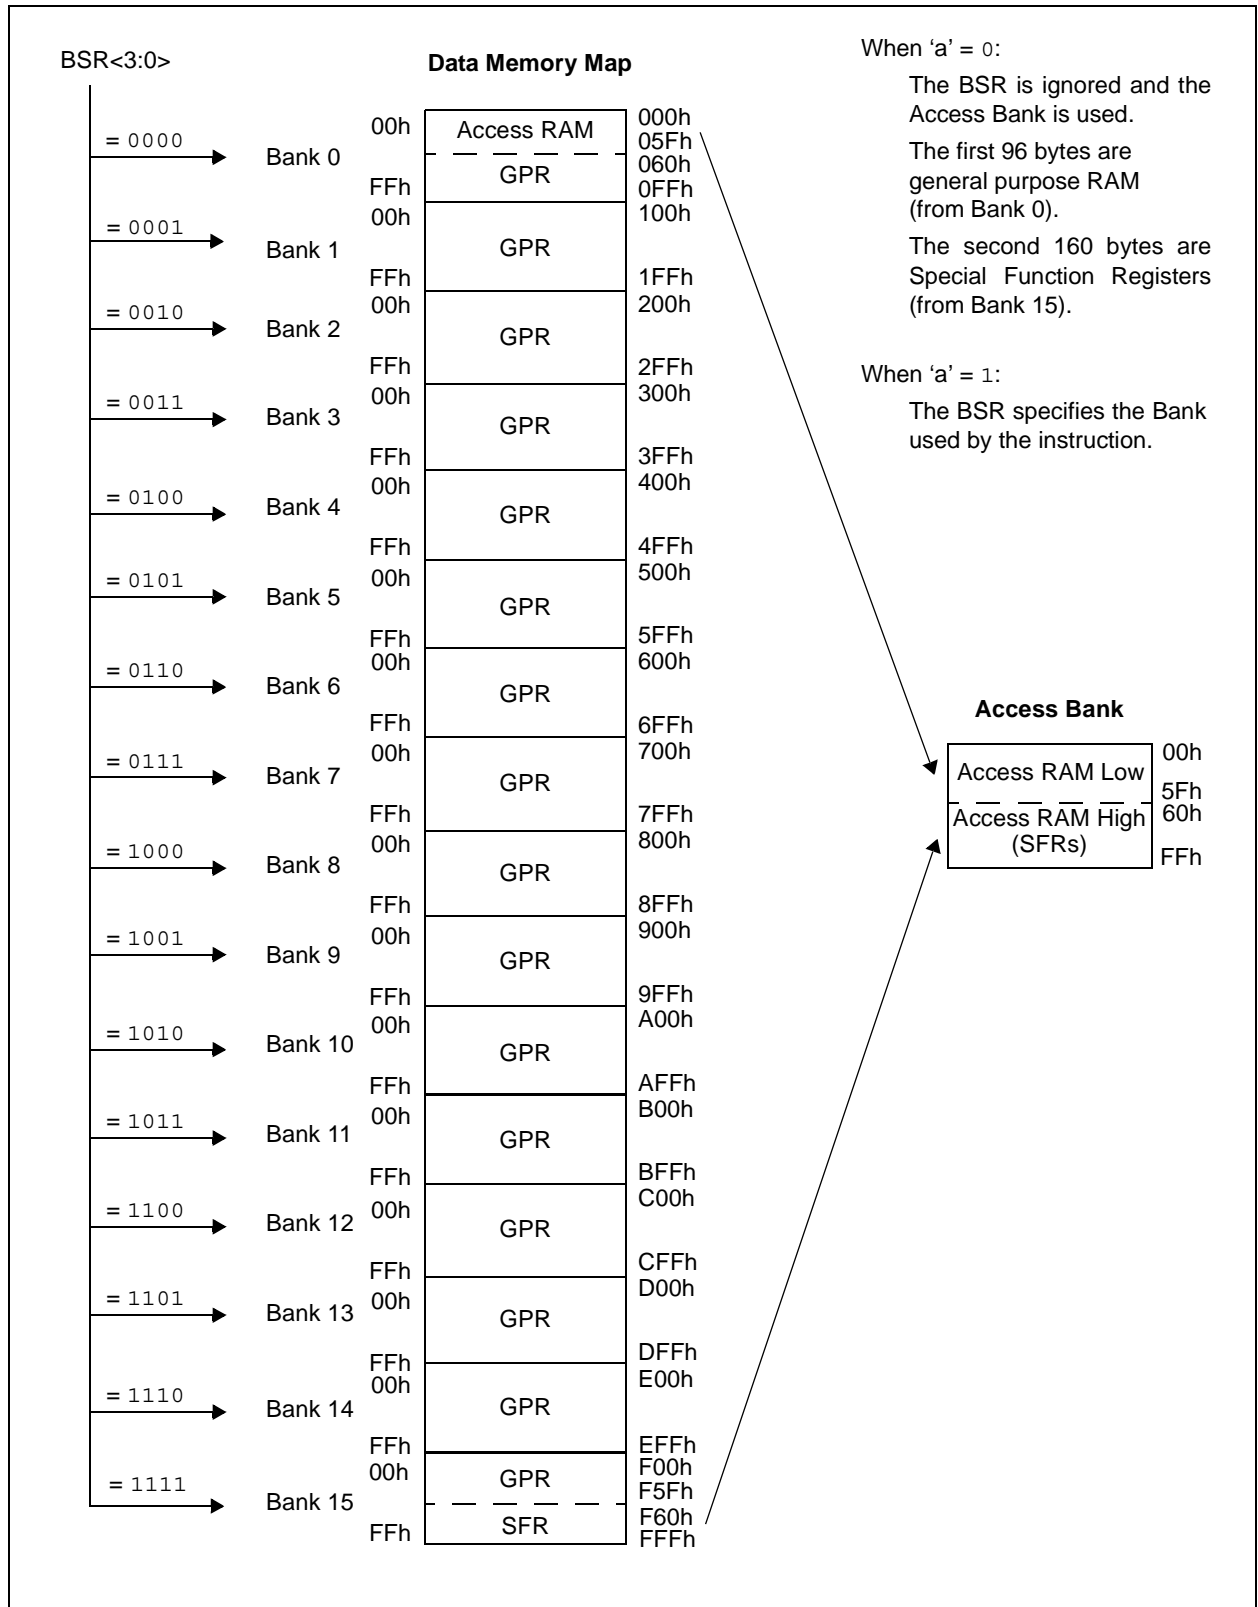 BSR<3:0>
Data Memory Map
When ‘a’ = 0:
The BSR is ignored and the
Access Bank is used.
The first 96 bytes are
general purpose RAM
(from Bank 0).
The second 160 bytes are
Special Function Registers
(from Bank 15).
When ‘a’ = 1:
The BSR specifies the Bank
used by the instruction.
= 0000
Bank 0
00h
FFh
Access RAM
GPR
000h
05Fh
060h
0FFh
= 0001
Bank 1
00h
FFh
GPR
100h
1FFh
= 0010
Bank 2
00h
FFh
GPR
200h
2FFh
= 0011
Bank 3
00h
FFh
GPR
300h
3FFh
= 0100
Bank 4
00h
FFh
GPR
400h
4FFh
= 0101
Bank 5
00h
FFh
GPR
500h
5FFh
= 0110
Bank 6
00h
FFh
GPR
600h
6FFh
= 0111
Bank 7
00h
FFh
GPR
700h
7FFh
= 1000
Bank 8
00h
FFh
GPR
800h
8FFh
= 1001
Bank 9
00h
FFh
GPR
900h
9FFh
= 1010
Bank 10
00h
FFh
GPR
A00h
AFFh
= 1011
Bank 11
00h
FFh
GPR
B00h
BFFh
= 1100
Bank 12
00h
FFh
GPR
C00h
CFFh
= 1101
Bank 13
00h
FFh
GPR
D00h
DFFh
= 1110
Bank 14
00h
FFh
GPR
E00h
EFFh
= 1111
Bank 15
00h
FFh
GPR
SFR
F00h
F5Fh
F60h
FFFh
Access Bank
Access RAM Low
Access RAM High
(SFRs)
00h
5Fh
60h
FFh